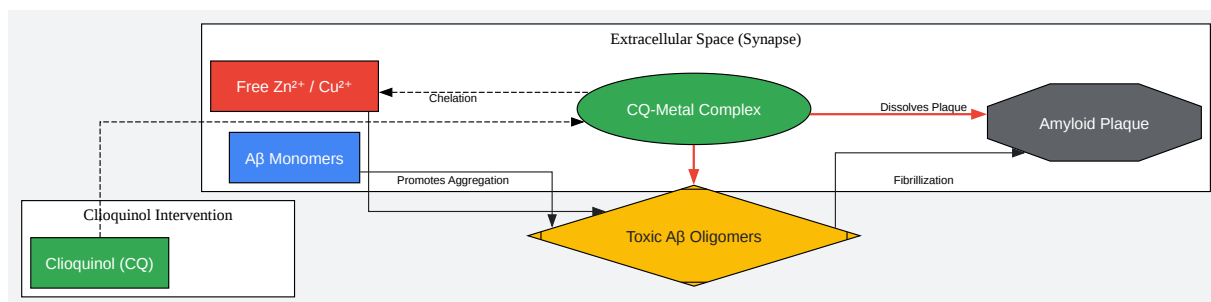 Extracellular Space (Synapse)
Free Zn²⁺ / Cu²⁺
Chelation
CQ-Metal Complex
Dissolves Plaque
Amyloid Plaque
Aβ Monomers
Promotes Aggregation
Fibrillization
Clioquinol Intervention
Toxic Aβ Oligomers
Clioquinol (CQ)